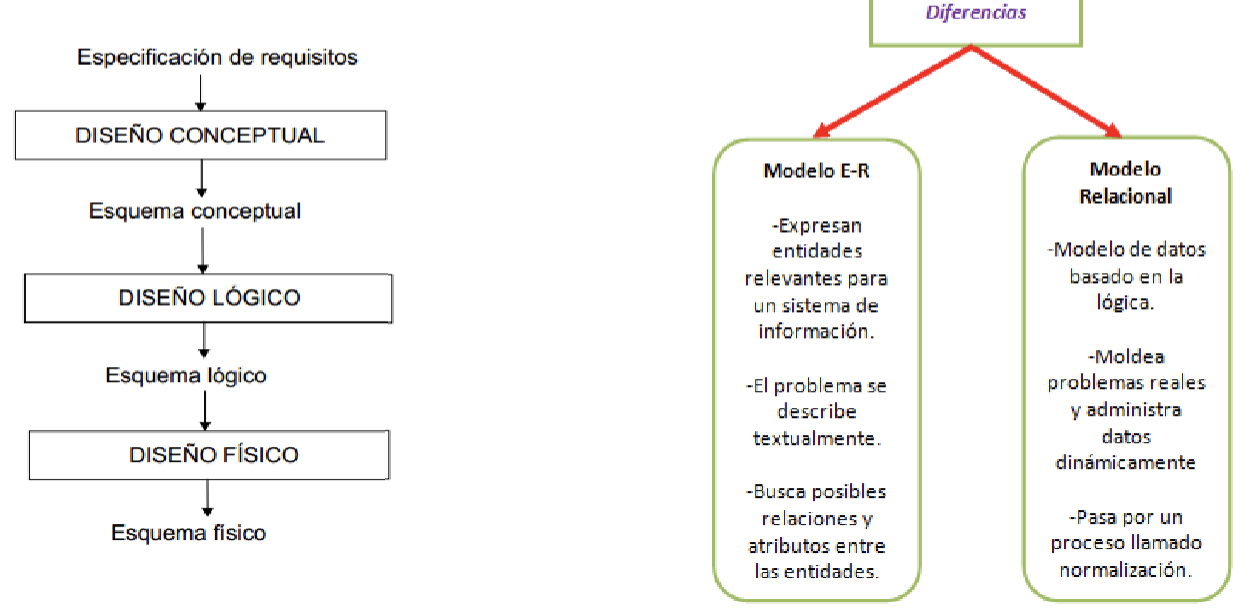 Especificación de requisitos
DISEÑO CONCEPTUAL
Esquema conceptual
DISEÑO LÓGICO
Esquema lógico
DISEÑO FÍSICO
Esquema físico
Diferencias
Modelo E-R
-Expresan
entidades
relevantes para
un sistema de
información.
-El problema se
describe
textualmente.
-Busca posibles
relaciones y
atributos entre
las entidades.
Modelo
Relacional
-Modelo de datos
basado en la
lógica.
-Moldea
problemas reales
y administra
datos
dinámicamente
-Pasa por un
proceso llamado
normalización.